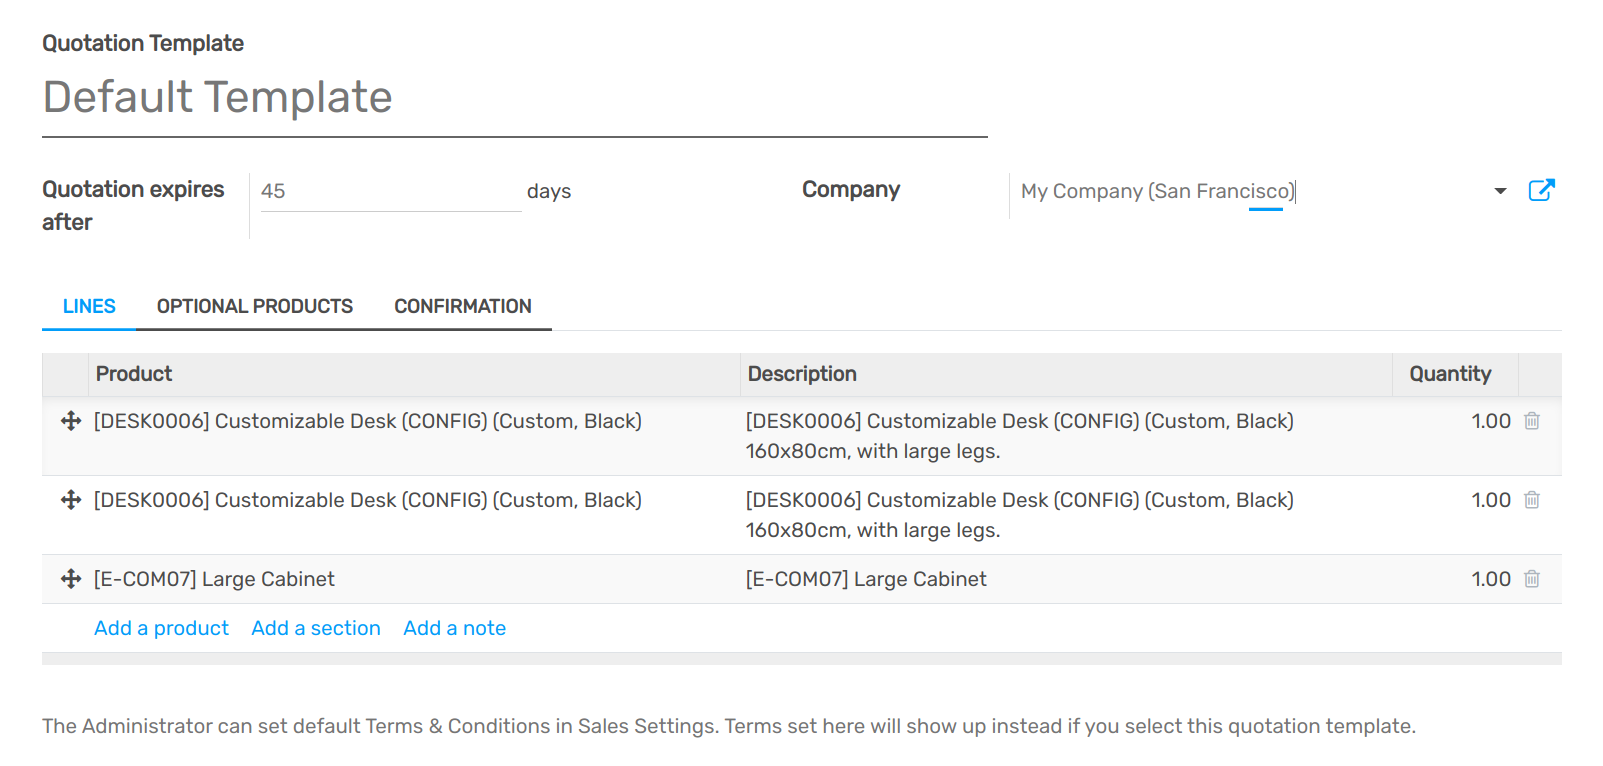 Quotation Template
Default Template
Quotation expires after
45 days
Company
My Company (San Francisco)
LINES OPTIONAL PRODUCTS CONFIRMATION
Product Description Quantity
[DESK0006] Customizable Desk (CONFIG) (Custom, Black) [DESK0006] Customizable Desk (CONFIG) (Custom, Black) 1.00
160x80cm, with large legs.
[DESK0006] Customizable Desk (CONFIG) (Custom, Black) [DESK0006] Customizable Desk (CONFIG) (Custom, Black) 1.00
160x80cm, with large legs.
[E-COM07] Large Cabinet [E-COM07] Large Cabinet 1.00
Add a product Add a section Add a note
The Administrator can set default Terms & Conditions in Sales Settings. Terms set here will show up instead if you select this quotation template.